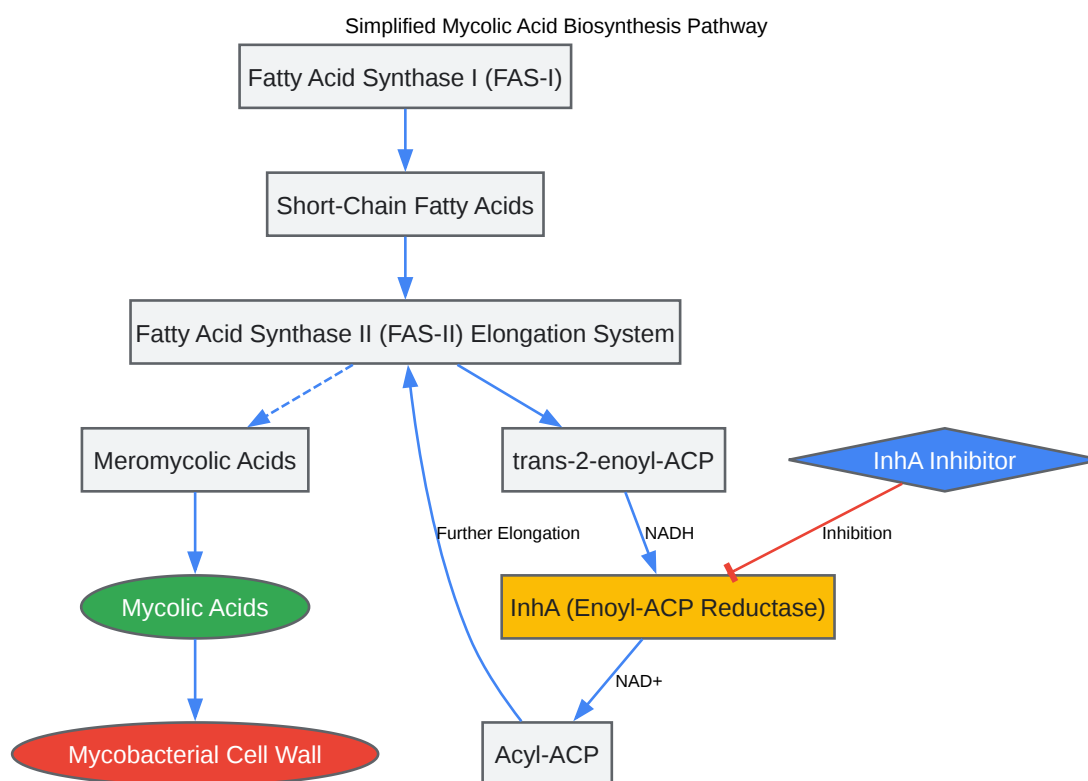 Simplified Mycolic Acid Biosynthesis Pathway
Fatty Acid Synthase I (FAS-I)
Short-Chain Fatty Acids
Fatty Acid Synthase II (FAS-II) Elongation System
Meromycolic Acids
trans-2-enoyl-ACP
InhA Inhibitor
Further Elongation
NADH
Inhibition
Mycolic Acids
InhA (Enoyl-ACP Reductase)
NAD+
Mycobacterial Cell Wall
Acyl-ACP